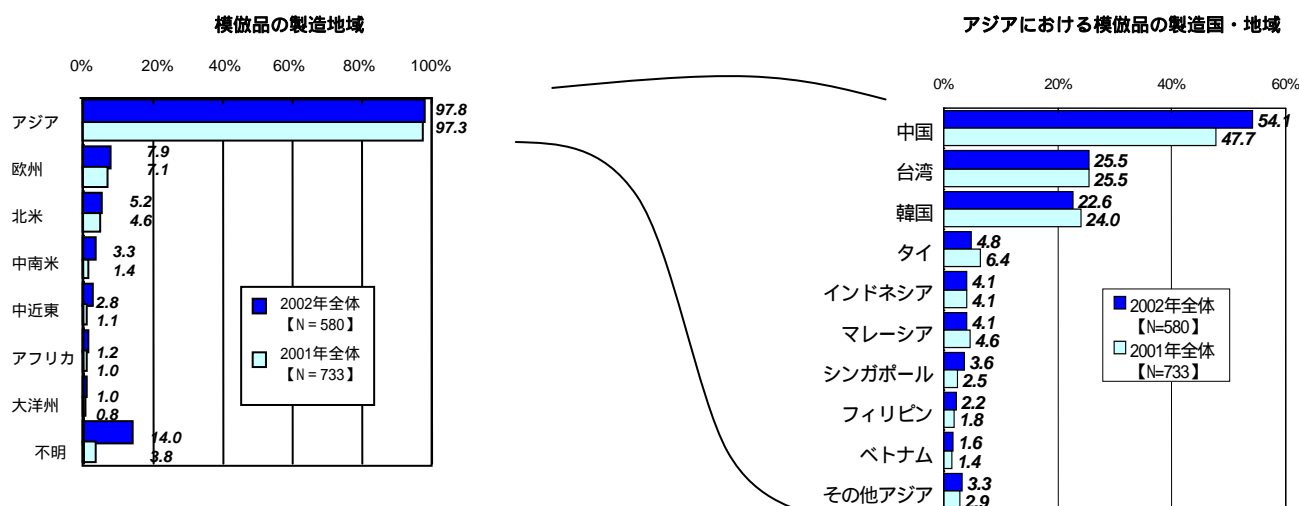 模倣品の製造地域
0% 20% 40% 60% 80% 100%
アジア 97.8
97.3
欧州 7.9
7.1
北米 5.2
4.6
中南米 3.3
1.4
中近東 2.8
1.1
アフリカ 1.2
1.0
大洋州 1.0
0.8
不明 14.0
3.8
2002年全体
【N=580】
2001年全体
【N=733】
アジアにおける模倣品の製造国・地域
0% 20% 40% 60%
中国 54.1
47.7
台湾 25.5
25.5
韓国 22.6
24.0
タイ 4.8
6.4
インドネシア 4.1
4.1
マレーシア 4.1
4.6
シンガポール 3.6
2.5
フィリピン 2.2
1.8
ベトナム 1.6
1.4
その他アジア 3.3
2.9
2002年全体
【N=580】
2001年全体
【N=733】